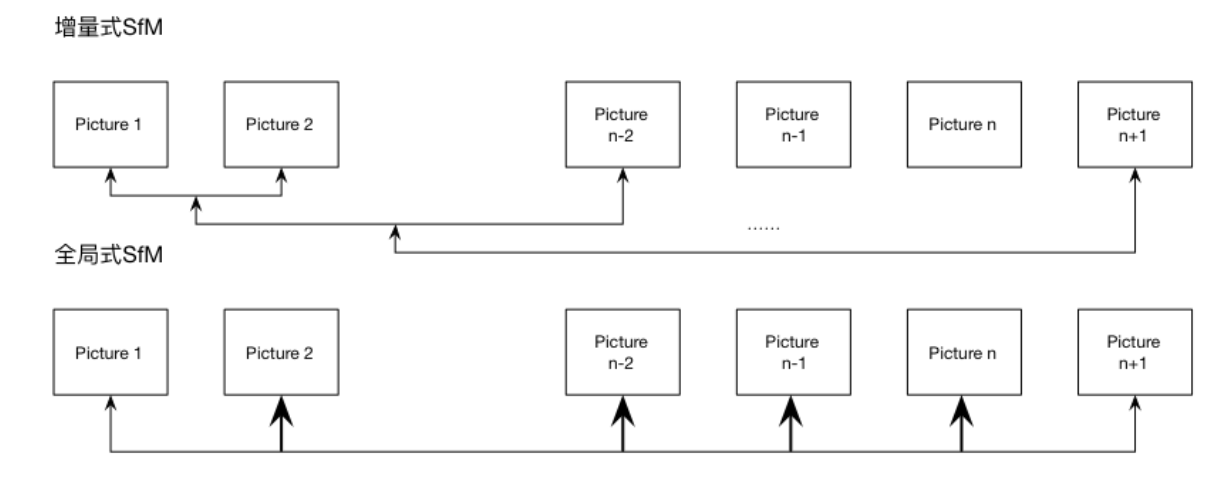 增量式SfM
Picture 1
Picture 2
Picture
n-2
Picture
n-1
Picture n
Picture
n+1
......
全局式SfM
Picture 1
Picture 2
Picture
n-2
Picture
n-1
Picture n
Picture
n+1